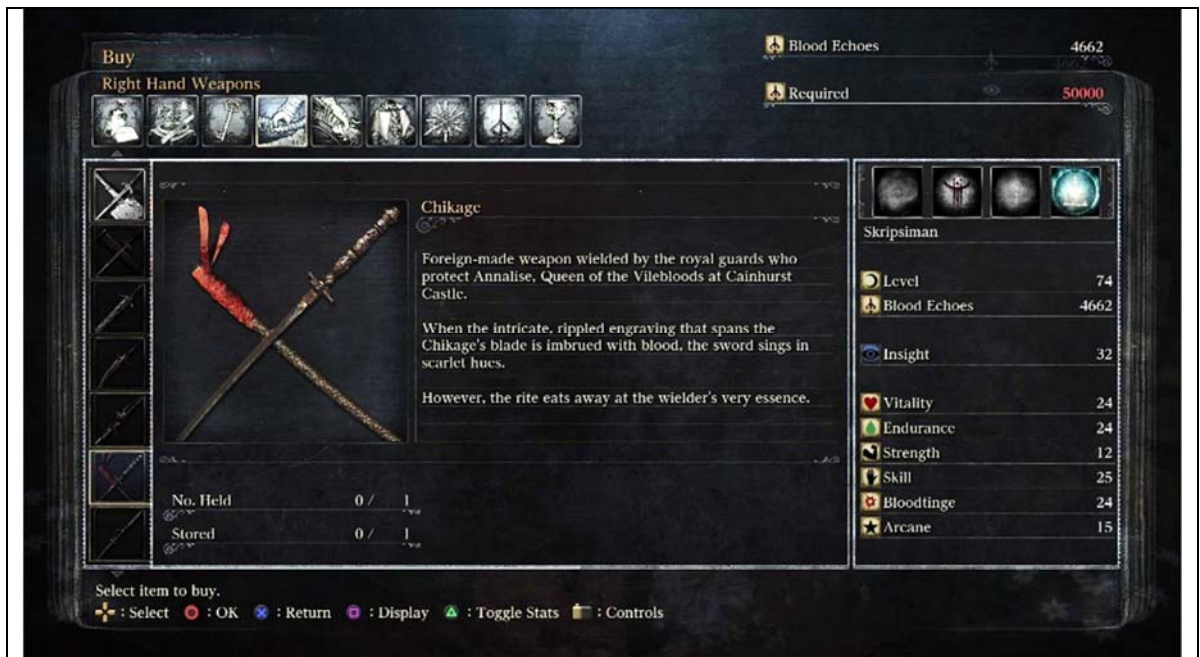 Buy
Right Hand Weapons
Blood Echoes 4662
Required 50000
Chikage
Foreign-made weapon wielded by the royal guards who
protect Annalise, Queen of the Vilebloods at Cainhurst
Castle.
When the intricate, rippled engraving that spans the
Chikage's blade is imbrued with blood, the sword sings in
scarlet hues.
However, the rite eats away at the wielder's very essence.
No. Held 0 / 1
Stored 0 / 1
Skripsiman
Level 74
Blood Echoes 4662
Insight 32
Vitality 24
Endurance 24
Strength 12
Skill 25
Bloodtinge 24
Arcane 15
Select item to buy.
: Select : OK : Return : Display : Toggle Stats : Controls